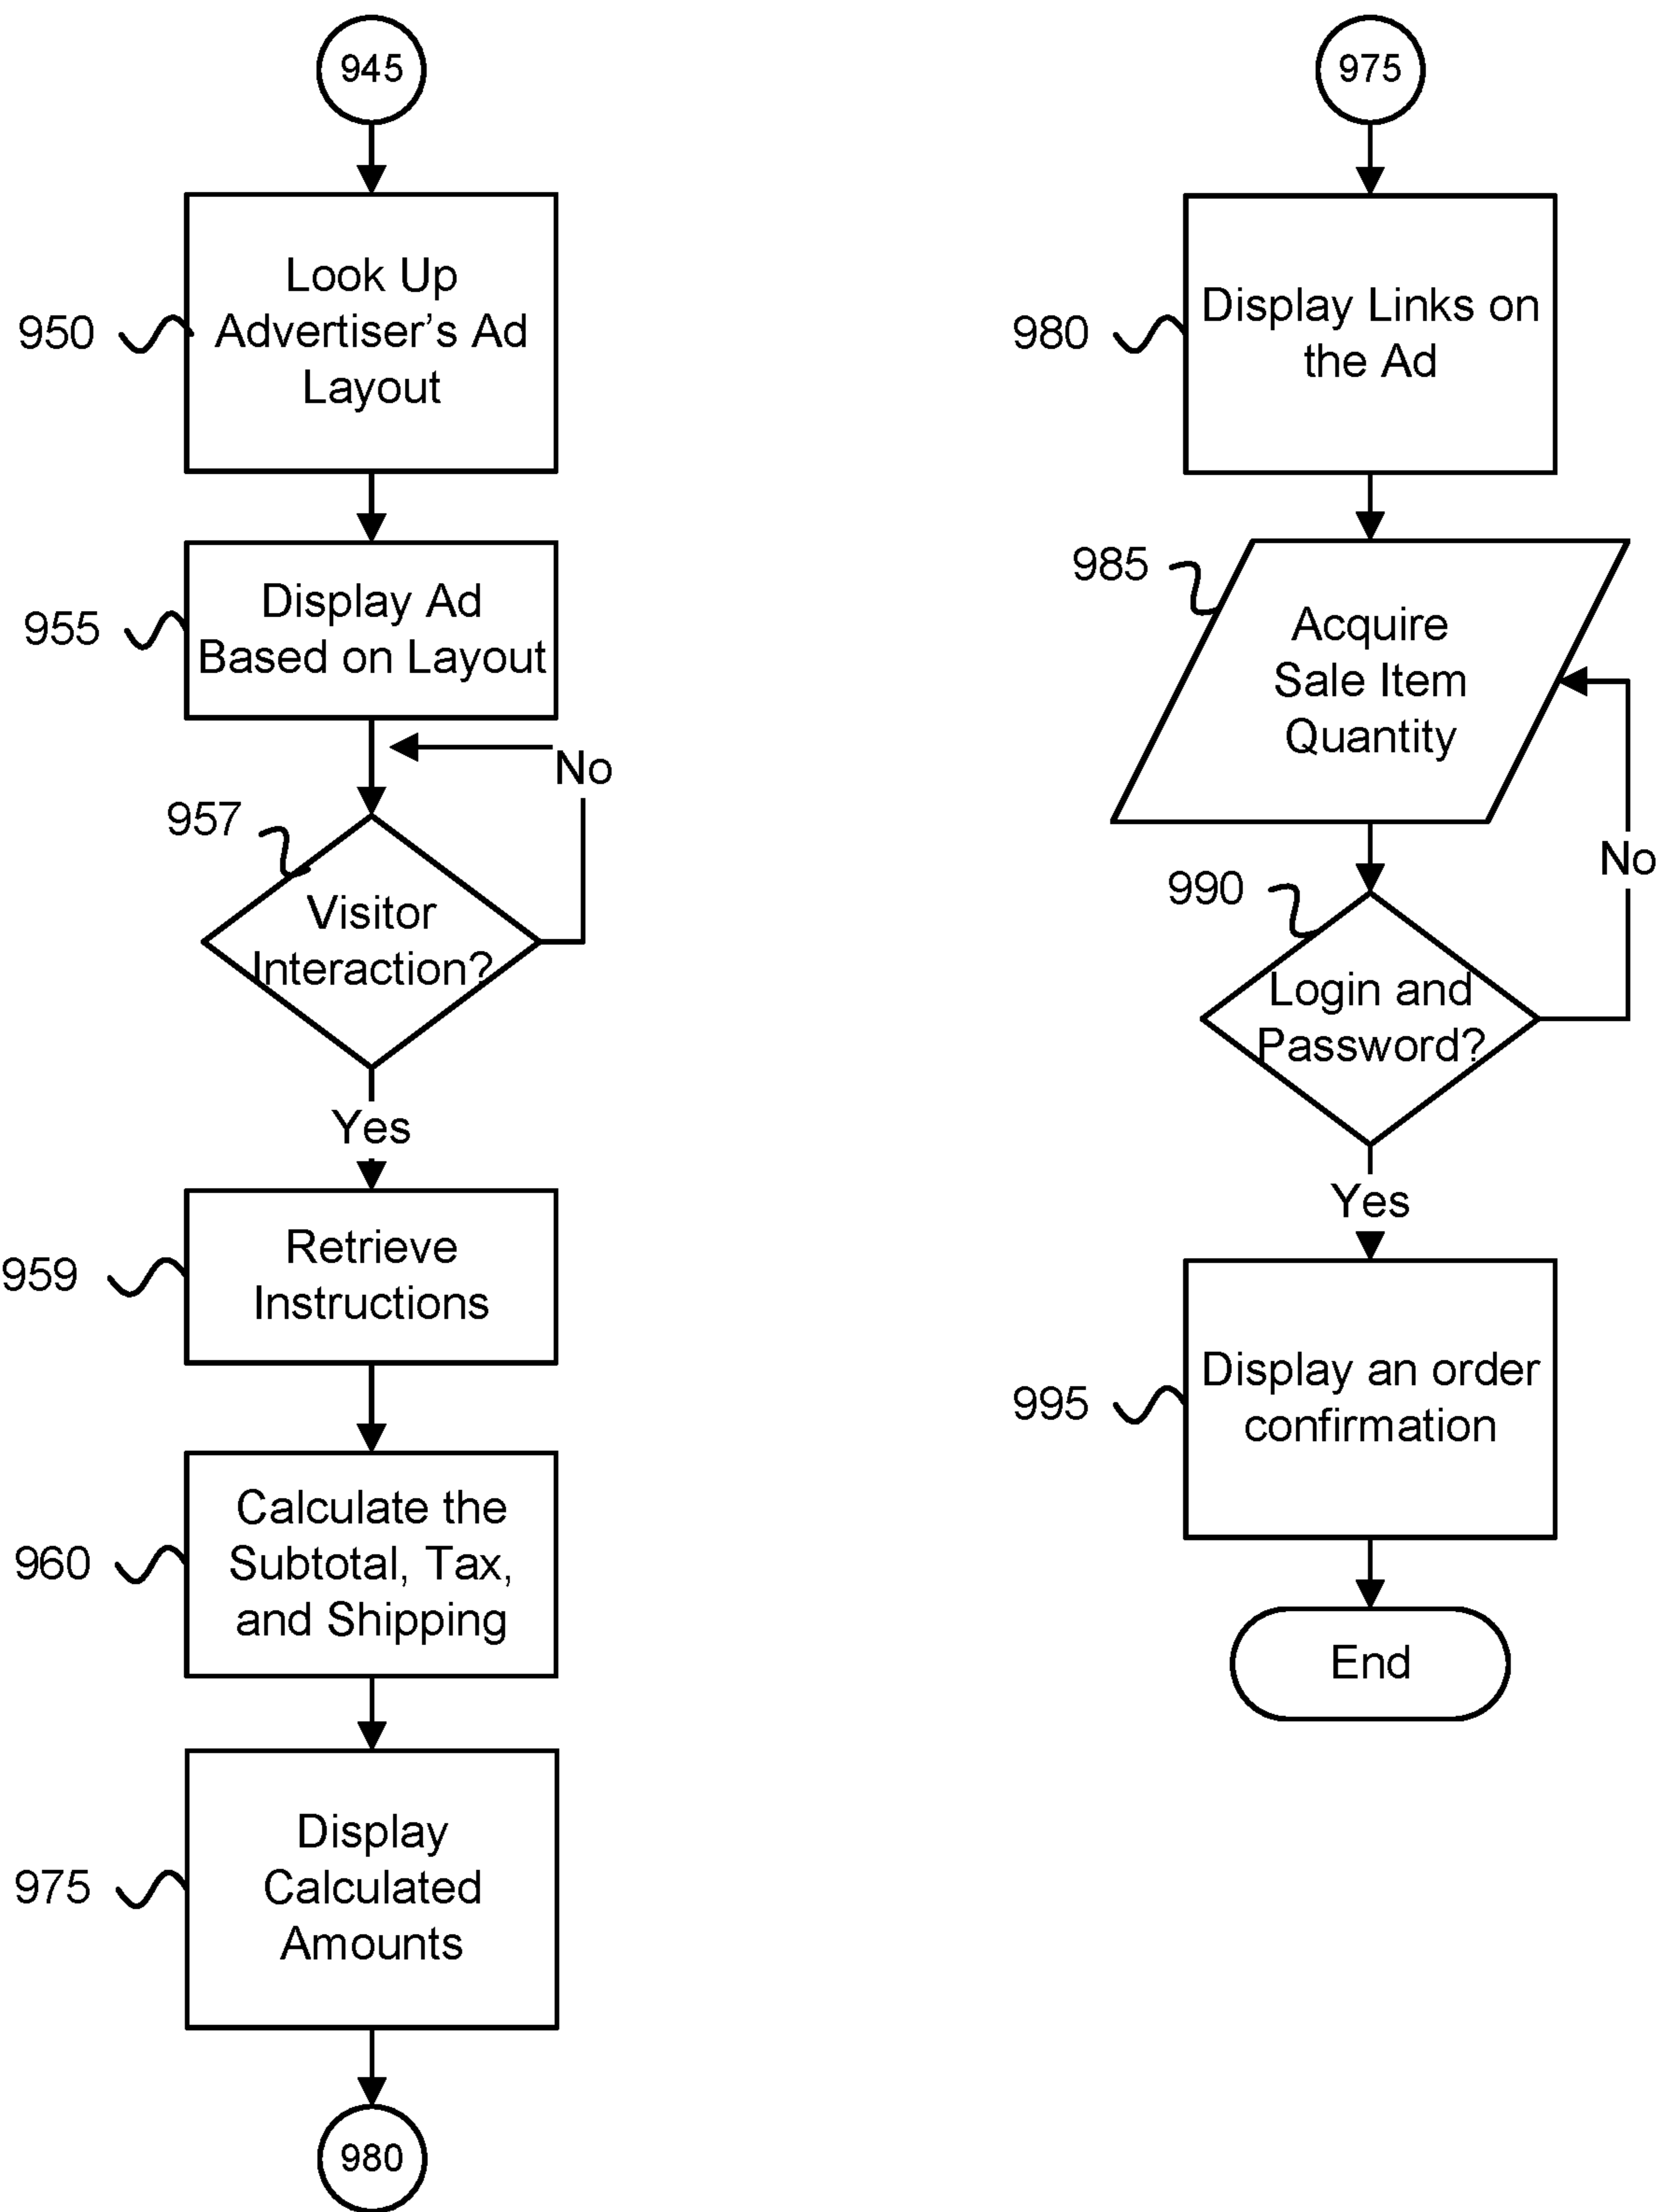 945
950
Look Up
Advertiser’s Ad
Layout
955
Display Ad
Based on Layout
No
957
Visitor
Interaction?
Yes
959
Retrieve
Instructions
960
Calculate the
Subtotal, Tax,
and Shipping
975
Display
Calculated
Amounts
980
975
980
Display Links on
the Ad
985
Acquire
Sale Item
Quantity
No
990
Login and
Password?
Yes
995
Display an order
confirmation
End